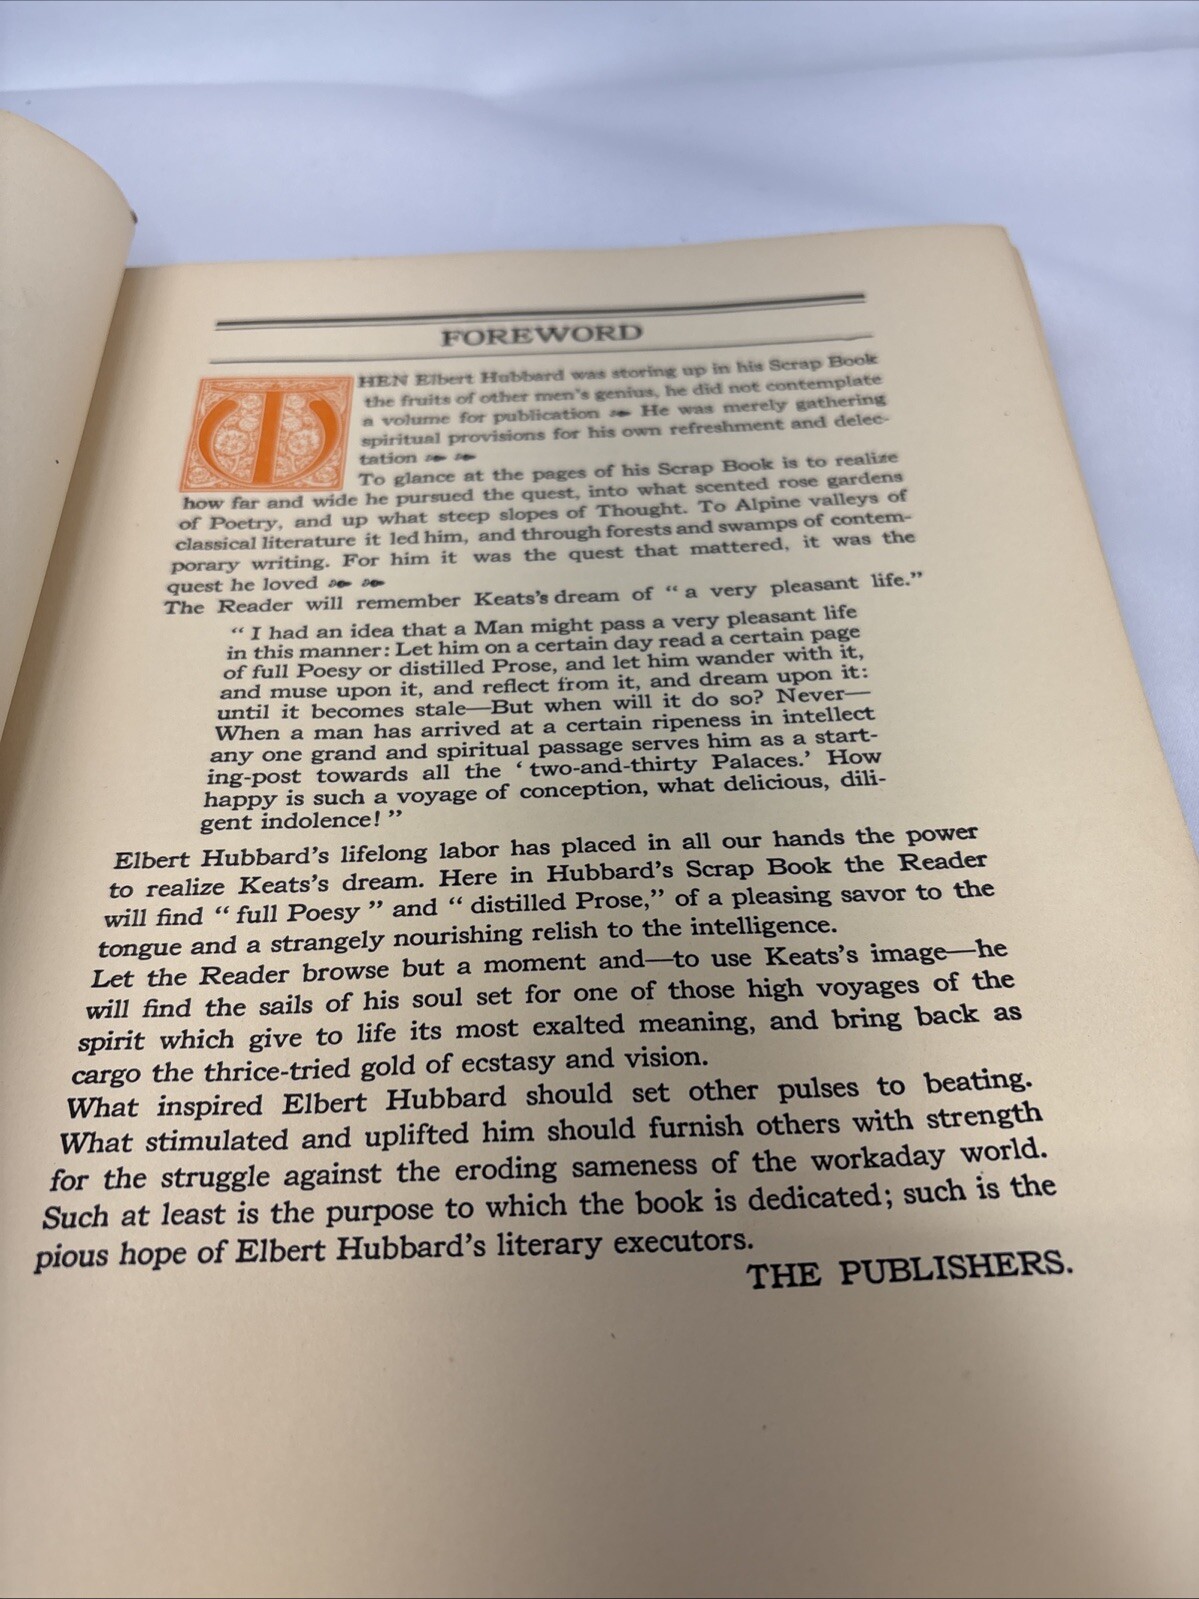 FOREWORD
WHEN Elbert Hubbard was storing up in his Scrap Book
the fruits of other men's genius, he did not contemplate
a volume for publication He was merely gathering
spiritual provisions for his own refreshment and delec-
tation
To glance at the pages of his Scrap Book is to realize
how far and wide he pursued the quest, into what scented rose gardens
of Poetry, and up what steep slopes of Thought. To Alpine valleys of
classical literature it led him, and through forests and swamps of contem-
porary writing. For him it was the quest that mattered, it was the
quest he loved
The Reader will remember Keats's dream of “ a very pleasant life.”
“ I had an idea that a Man might pass a very pleasant life
in this manner: Let him on a certain day read a certain page
of full Poesy or distilled Prose, and let him wander with it,
and muse upon it, and reflect from it, and dream upon it:
until it becomes stale—But when will it do so? Never—
When a man has arrived at a certain ripeness in intellect
any one grand and spiritual passage serves him as a start-
ing-post towards all the ‘ two-and-thirty Palaces.’ How
happy is such a voyage of conception, what delicious, dili-
gent indolence! ”
Elbert Hubbard's lifelong labor has placed in all our hands the power
to realize Keats's dream. Here in Hubbard's Scrap Book the Reader
will find “ full Poesy ” and “ distilled Prose,” of a pleasing savor to the
tongue and a strangely nourishing relish to the intelligence.
Let the Reader browse but a moment and—to use Keats's image—he
will find the sails of his soul set for one of those high voyages of the
spirit which give to life its most exalted meaning, and bring back as
cargo the thrice-tried gold of ecstasy and vision.
What inspired Elbert Hubbard should set other pulses to beating.
What stimulated and uplifted him should furnish others with strength
for the struggle against the eroding sameness of the workaday world.
Such at least is the purpose to which the book is dedicated; such is the
pious hope of Elbert Hubbard's literary executors.
THE PUBLISHERS.